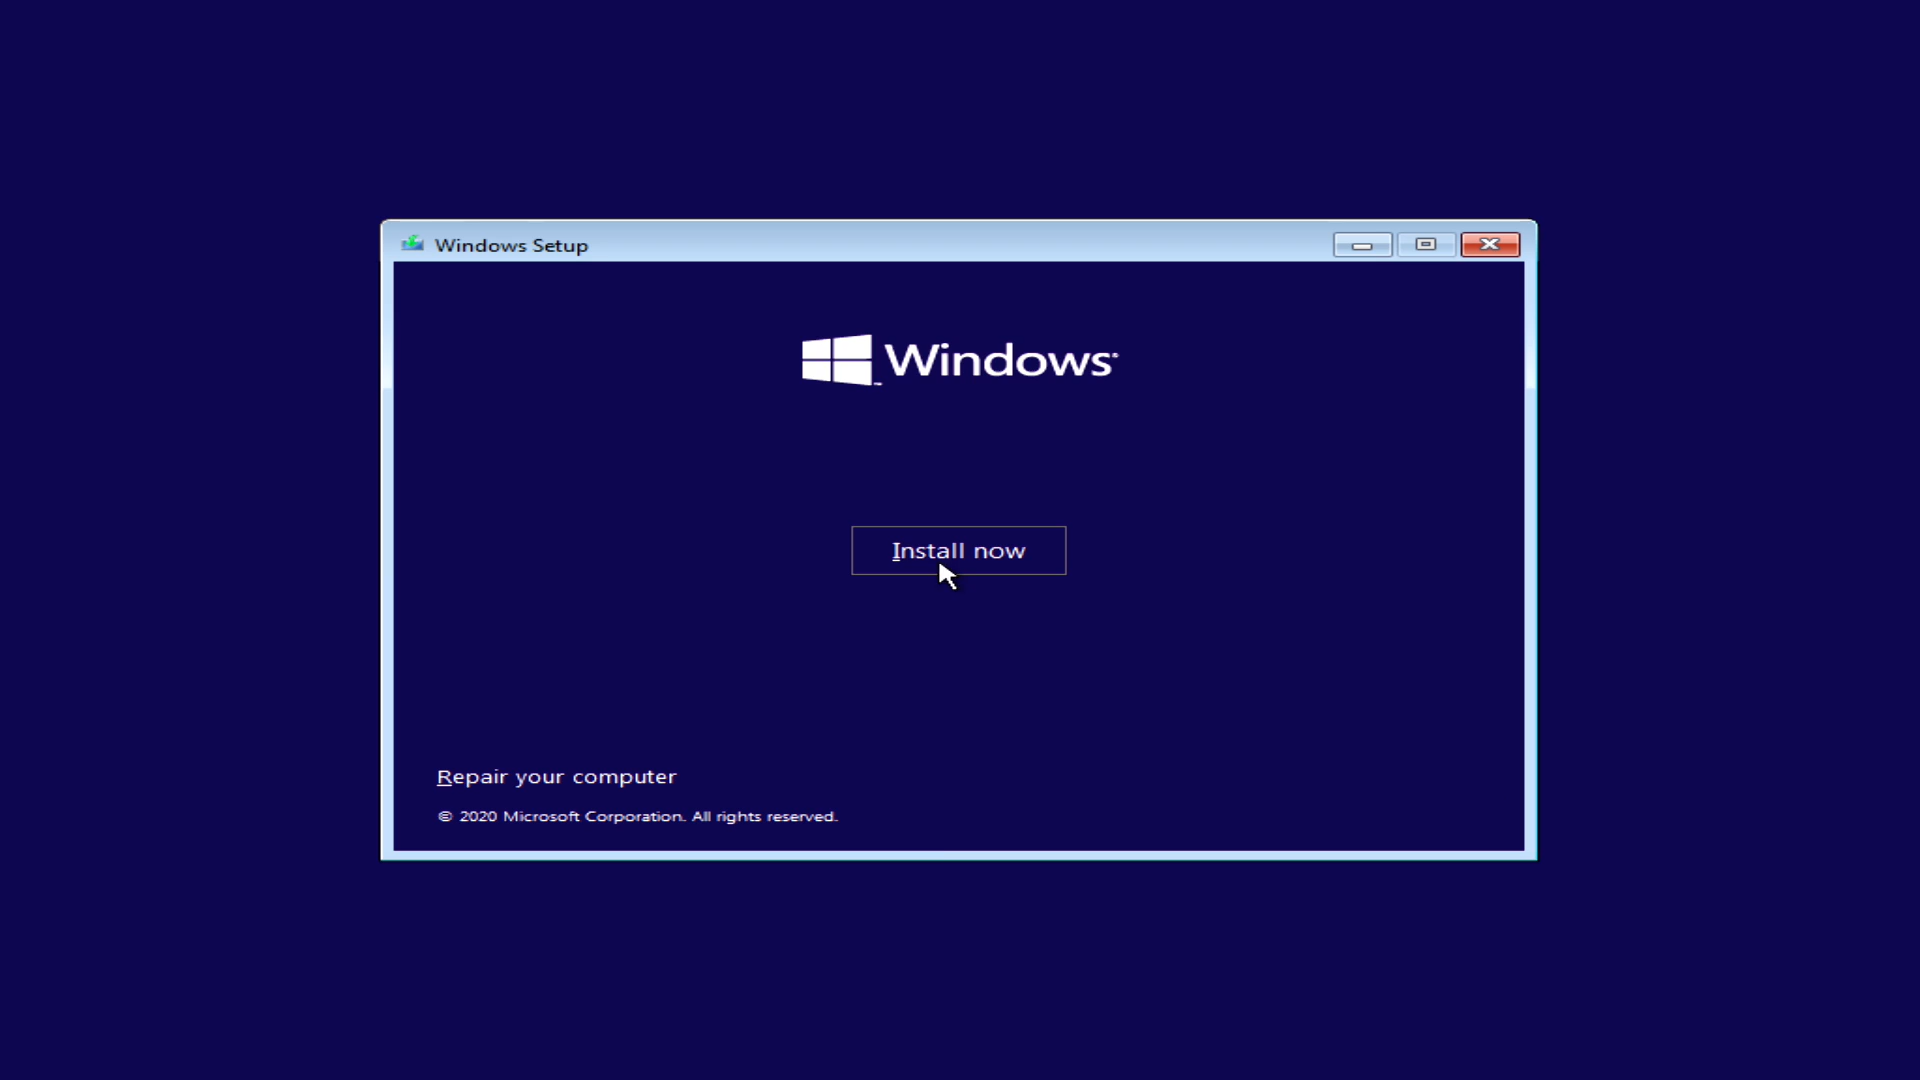 Windows Setup
Windows
Install now
Repair your computer
© 2020 Microsoft Corporation. All rights reserved.